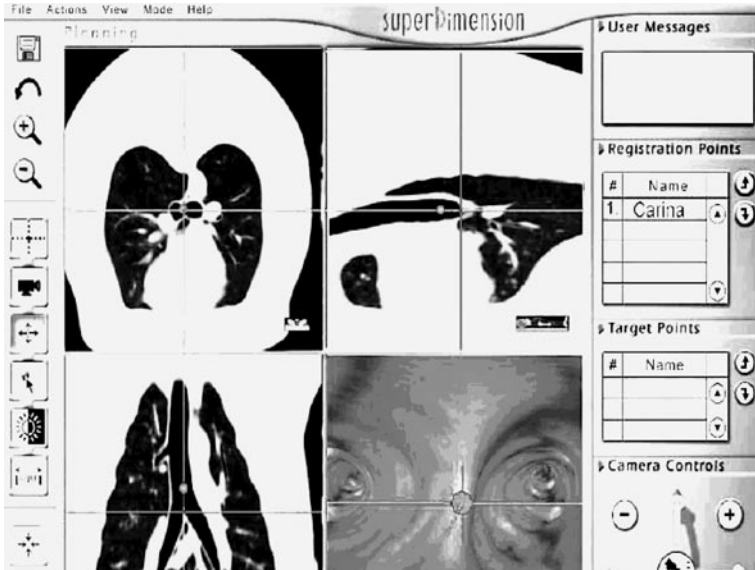 File Actions View Mode Help
superDimension
Planning
User Messages
Registration Points
# Name
1. Carina
Target Points
# Name
Camera Controls